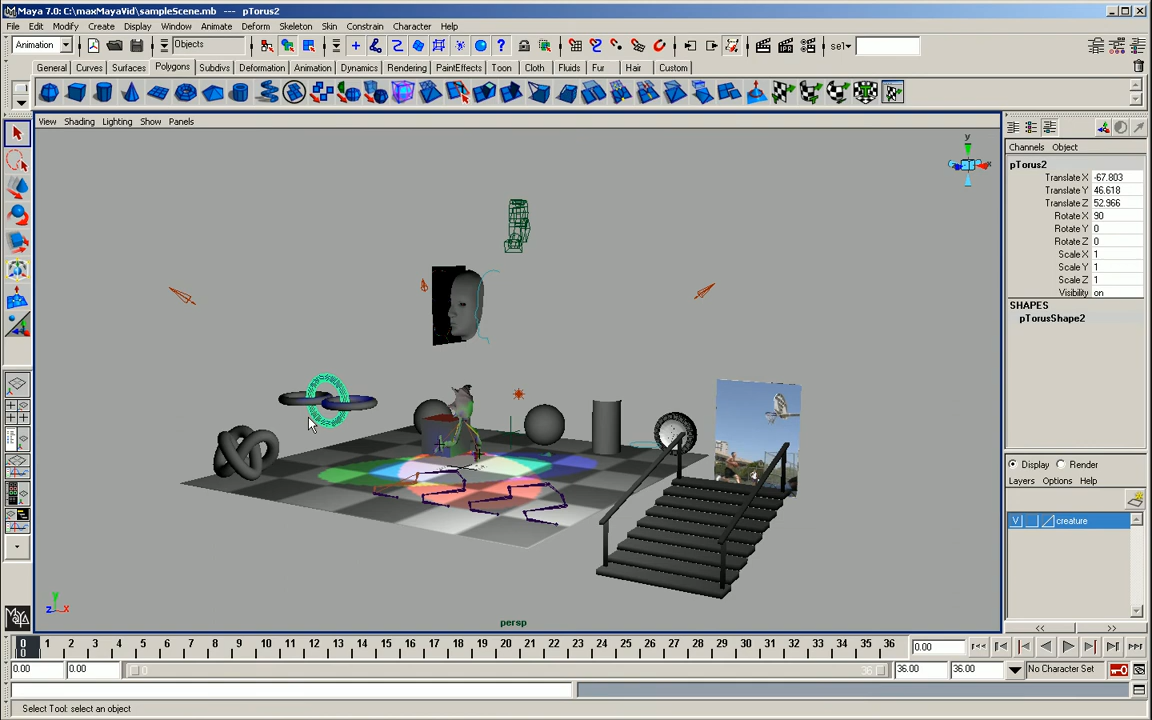 Maya 7.0: C:\maxMayaVid\sampleScene.mb --- pTorus2
File Edit Modify Create Display Window Animate Deform Skeleton Skin Constrain Character Help
Animation Objects sel
General Curves Surfaces Polygons Subdivs Deformation Animation Dynamics Rendering PaintEffects Toon Cloth Fluids Fur Hair Custom
View Shading Lighting Show Panels
Channels Object
pTorus2
Translate X -67.803
Translate Y 46.618
Translate Z 52.966
Rotate X 90
Rotate Y 0
Rotate Z 0
Scale X 1
Scale Y 1
Scale Z 1
Visibility on
SHAPES
pTorusShape2
y
x
Display Render
Layers Options Help
V creature
y
z x
persp
<< >>
0 1 2 3 4 5 6 7 8 9 10 11 12 13 14 15 16 17 18 19 20 21 22 23 24 25 26 27 28 29 30 31 32 33 34 35 36 0.00
0
0.00 0.00 0 36 36.00 36.00 No Character Set
Select Tool: select an object